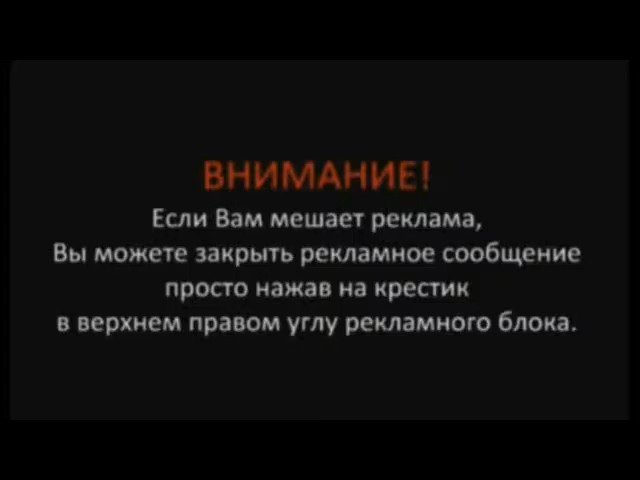 ВНИМАНИЕ!
Если Вам мешает реклама,
Вы можете закрыть рекламное сообщение
просто нажав на крестик
в верхнем правом углу рекламного блока.